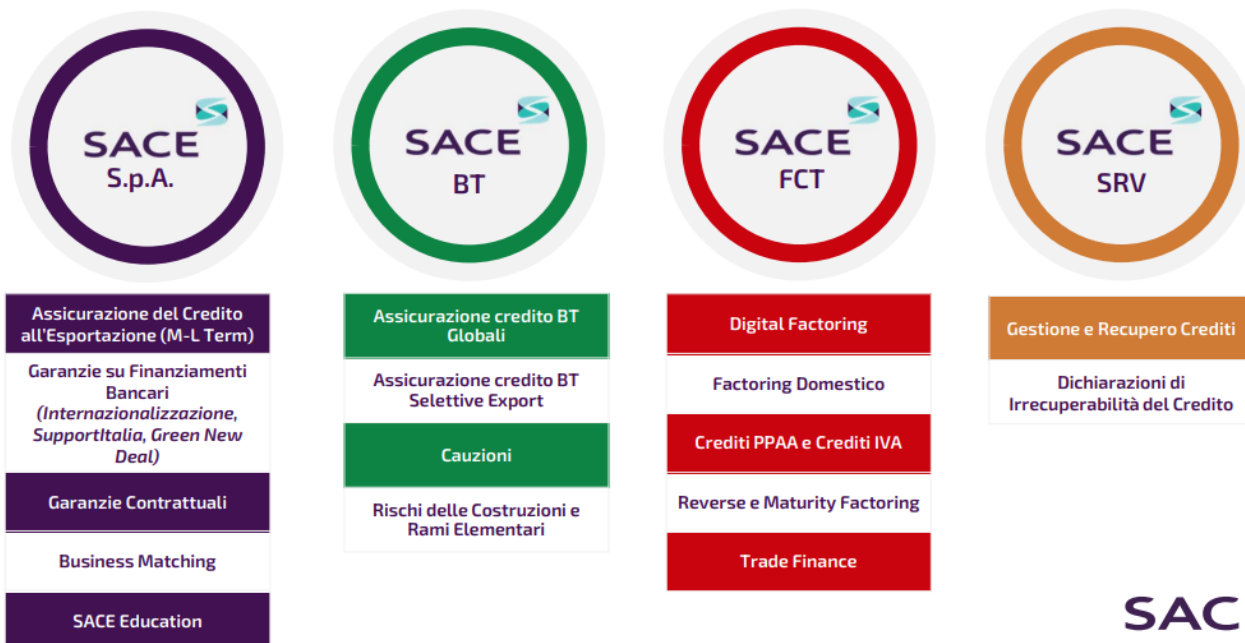 SACE
S.p.A.
Assicurazione del Credito
all'Esportazione (M-L Term)
Garanzie su Finanziamenti
Bancari
(Internazionalizzazione,
SupportItalia, Green New
Deal)
Garanzie Contrattuali
Business Matching
SACE Education
SACE
BT
Assicurazione credito BT
Globali
Assicurazione credito BT
Selettive Export
Cauzioni
Rischi delle Costruzioni e
Rami Elementari
SACE
FCT
Digital Factoring
Factoring Domestico
Crediti PPAA e Crediti IVA
Reverse e Maturity Factoring
Trade Finance
SACE
SRV
Gestione e Recupero Crediti
Dichiarazioni di
Irrecuperabilità del Credito
SAC